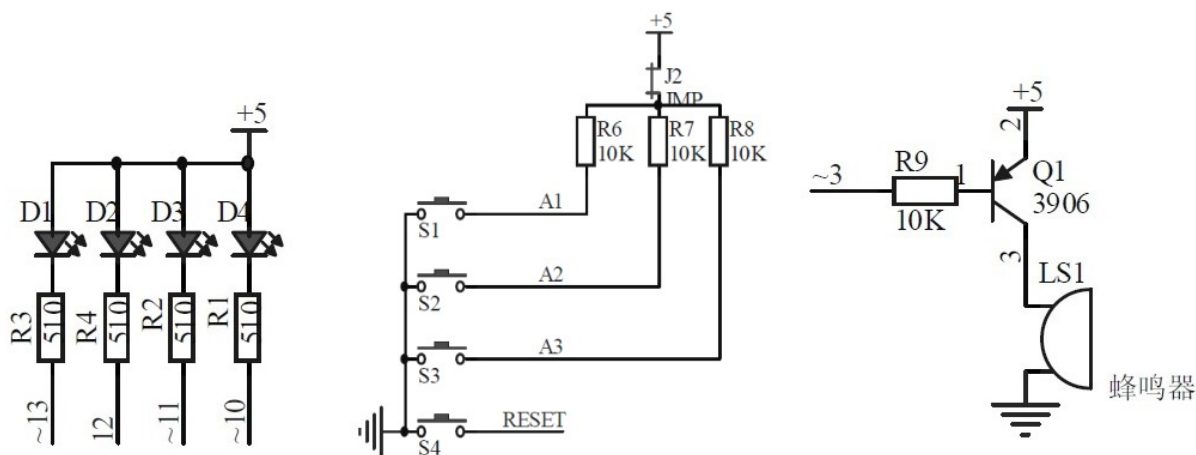 +5
D1
D2
D3
D4
R3
510
R4
510
R2
510
R1
510
~13
12
~11
~10
+5
J2
JMP
R6
10K
R7
10K
R8
10K
A1
S1
A2
S2
A3
S3
RESET
S4
+5
2
~3
R9
10K
1
Q1
3906
3
LS1
蜂鸣器